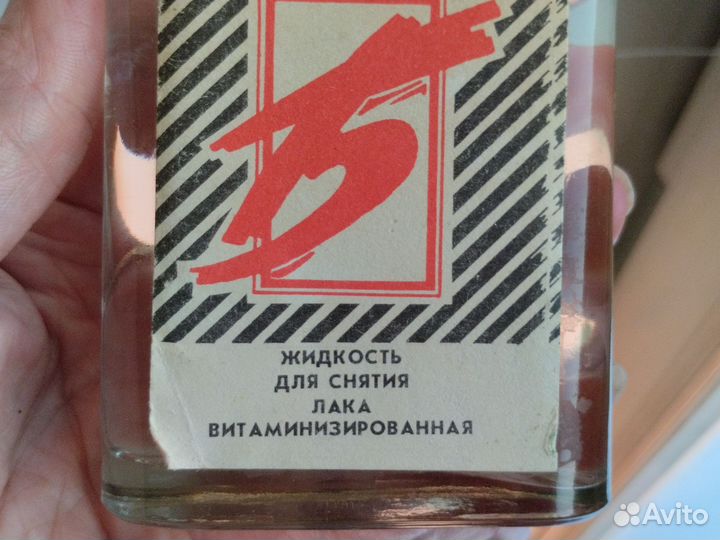 Б
ЖИДКОСТЬ
ДЛЯ СНЯТИЯ
ЛАКА
ВИТАМИНИЗИРОВАННАЯ
Avito